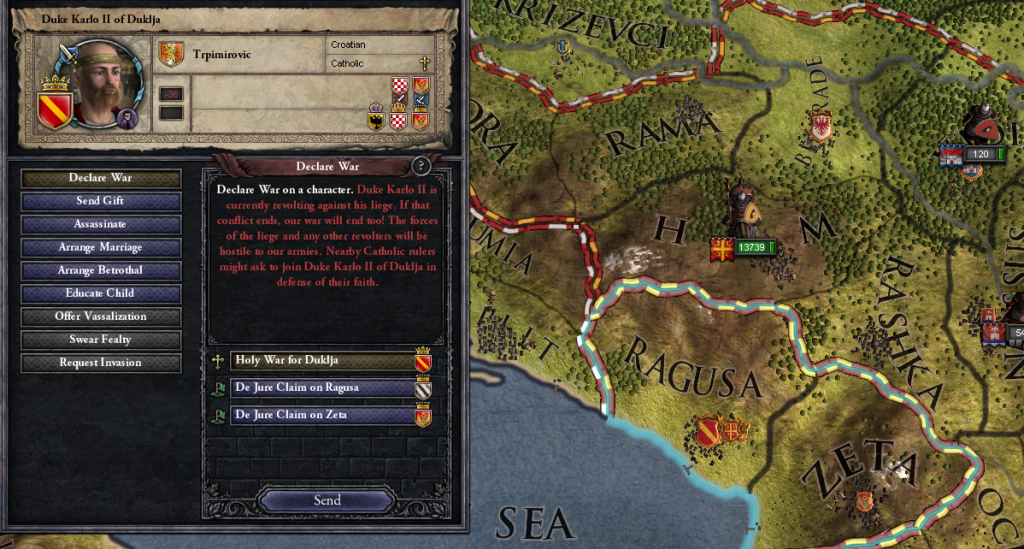 Duke Karlo II of Duklja
Trpimirovic
Croatian
Catholic
-36
Declare War
Send Gift
Assassinate
Arrange Marriage
Arrange Betrothal
Educate Child
Offer Vassalization
Swear Fealty
Request Invasion
Declare War
?
Declare War on a character. Duke Karlo II is
currently revolting against his liege. If that
conflict ends, our war will end too! The forces
of the liege and any other revolters will be
hostile to our armies. Nearby Catholic rulers
might ask to join Duke Karlo II of Duklja in
defense of their faith.
Holy War for Duklja
De Jure Claim on Ragusa
De Jure Claim on Zeta
Send
KRIZEVCI
RAMA
BELGRADE
ORA
120
H M
13739
UMIA
RASHKA
RAGUSA
ZETA
SEA
OC